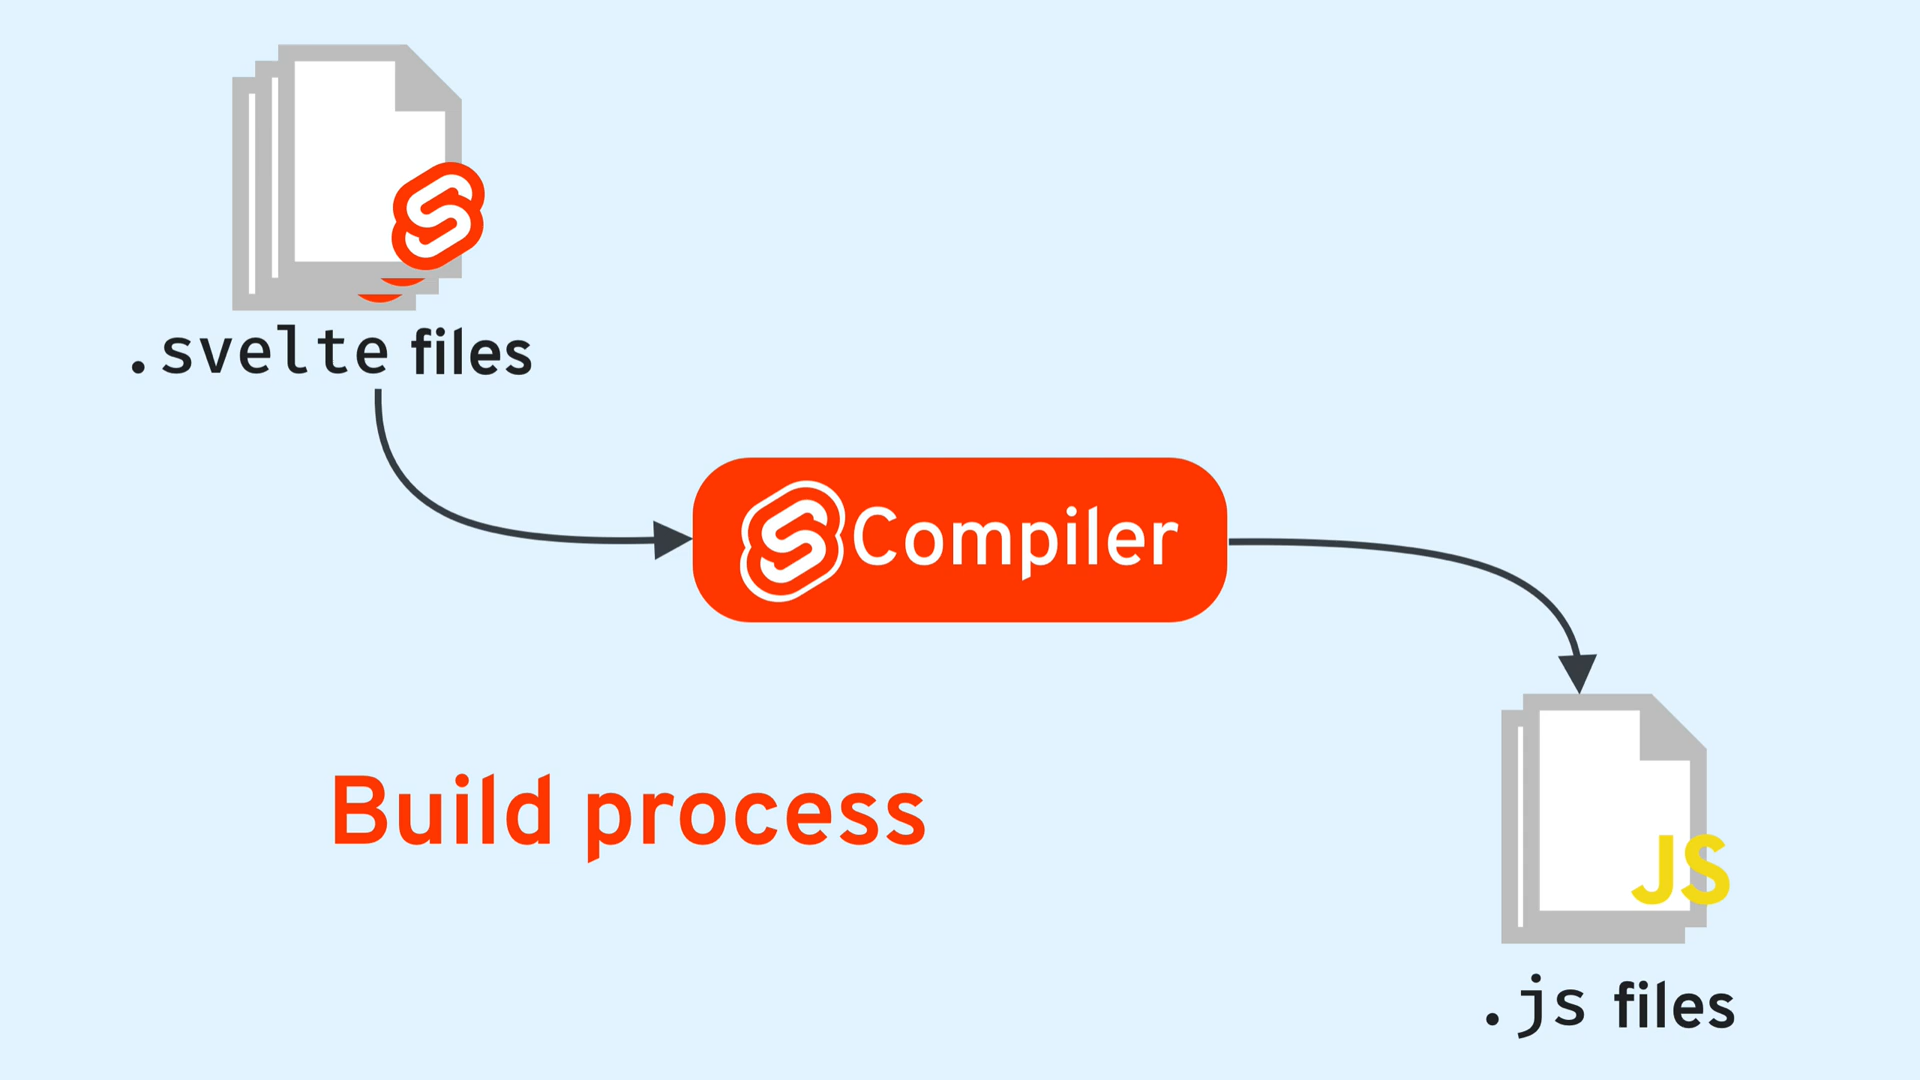 .svelte files
Compiler
Build process
JS
.js files